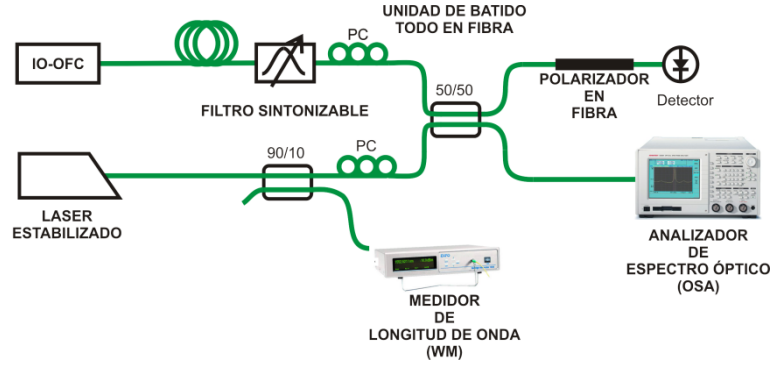 UNIDAD DE BATIDO
TODO EN FIBRA
PC
IO-OFC
FILTRO SINTONIZABLE
50/50
POLARIZADOR
EN
FIBRA
Detector
90/10
PC
LASER
ESTABILIZADO
ANALIZADOR
DE
ESPECTRO ÓPTICO
(OSA)
MEDIDOR
DE
LONGITUD DE ONDA
(WM)